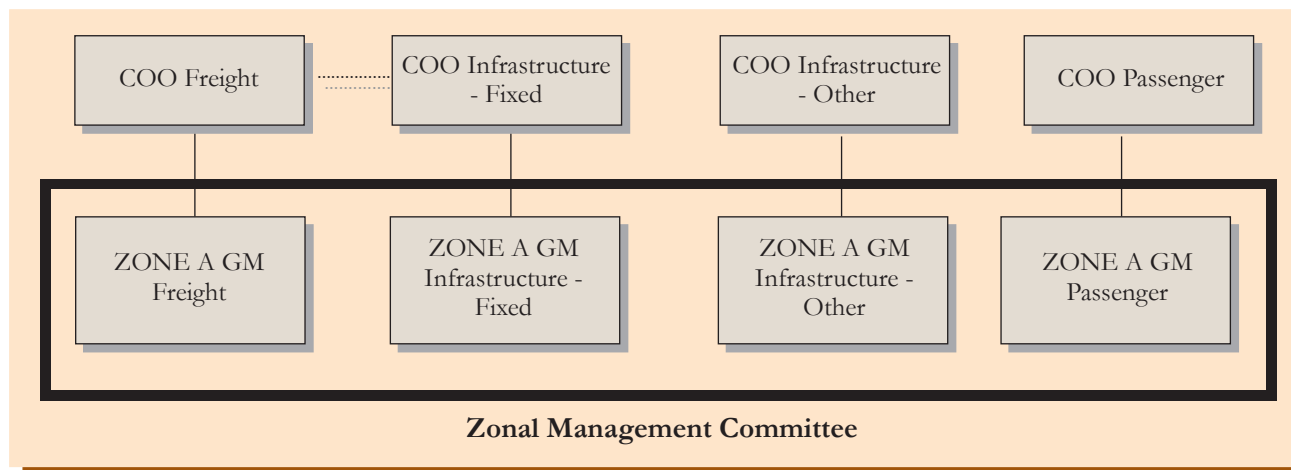 COO Freight
COO Infrastructure
- Fixed
COO Infrastructure
- Other
COO Passenger
ZONE A GM
Freight
ZONE A GM
Infrastructure -
Fixed
ZONE A GM
Infrastructure -
Other
ZONE A GM
Passenger
Zonal Management Committee